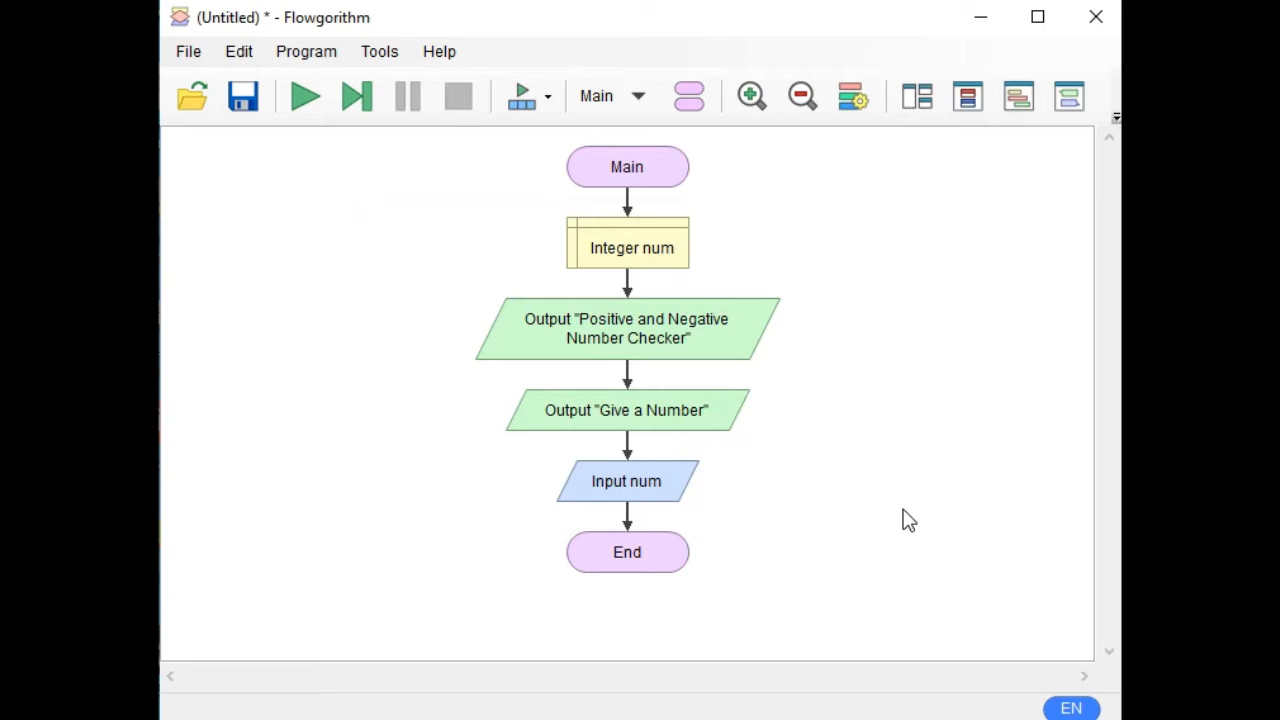 (Untitled) * - Flowgorithm
File Edit Program Tools Help
Main
Main
Integer num
Output "Positive and Negative
Number Checker"
Output "Give a Number"
Input num
End
EN